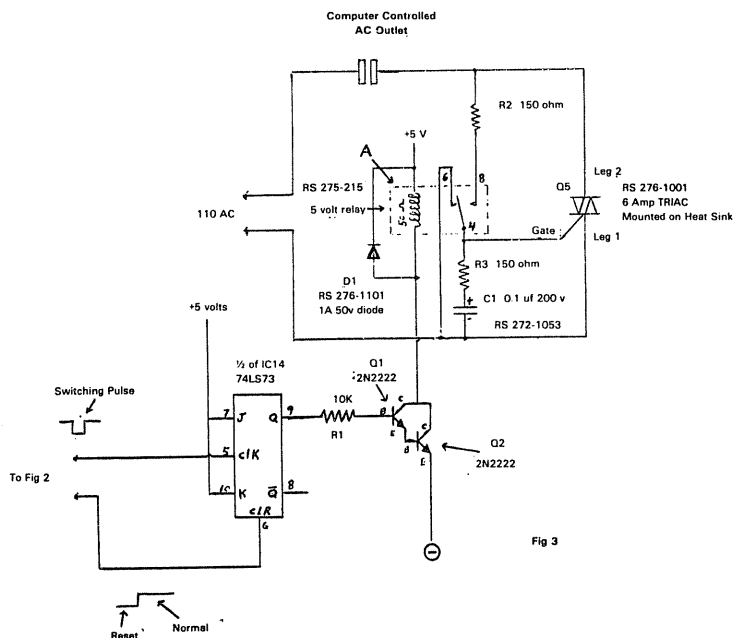 Computer Controlled
AC Outlet
R2 150 ohm
+5 V
A
6
8
Leg 2
RS 275-215
Q5
RS 276-1001
6 Amp TRIAC
Mounted on Heat Sink
5 volt relay
110 AC
4
Gate
Leg 1
R3 150 ohm
D1
RS 276-1101
1A 50v diode
+
C1 0.1 uf 200 v
-
RS 272-1053
+5 volts
½ of IC14
74LS73
Q1
2N2222
Switching Pulse
10K
R1
7 J Q 9
B
C
E
B
C
E
Q2
2N2222
5 clK
To Fig 2
10 K Q̅ 8
clR
6
Fig 3
Reset
Normal